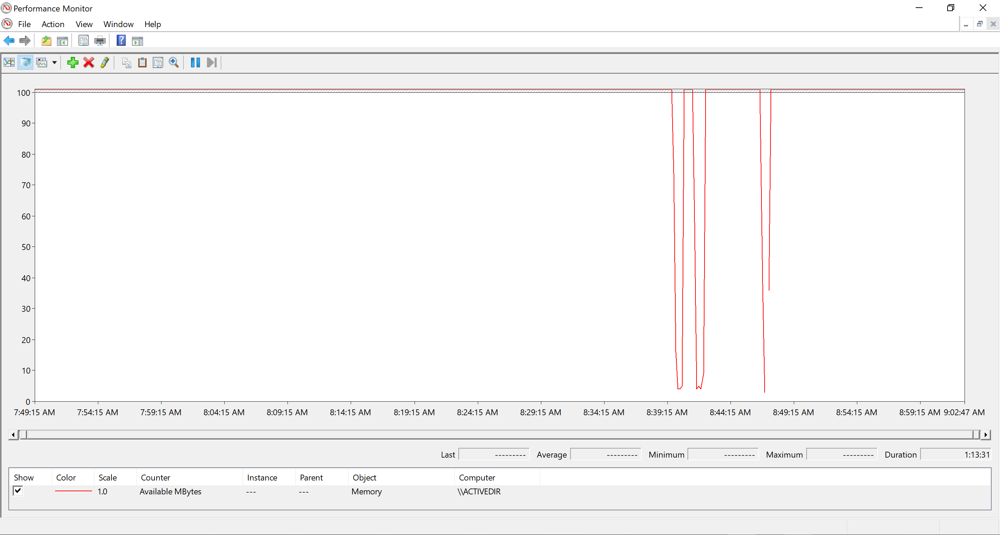 Performance Monitor
File Action View Window Help
100
90
80
70
60
50
40
30
20
10
0
7:49:15 AM 7:54:15 AM 7:59:15 AM 8:04:15 AM 8:09:15 AM 8:14:15 AM 8:19:15 AM 8:24:15 AM 8:29:15 AM 8:34:15 AM 8:39:15 AM 8:44:15 AM 8:49:15 AM 8:54:15 AM 8:59:15 AM 9:02:47 AM
Last --------- Average --------- Minimum --------- Maximum --------- Duration 1:13:31
Show Color Scale Counter Instance Parent Object Computer
1.0 Available MBytes --- --- Memory \\ACTIVEDIR